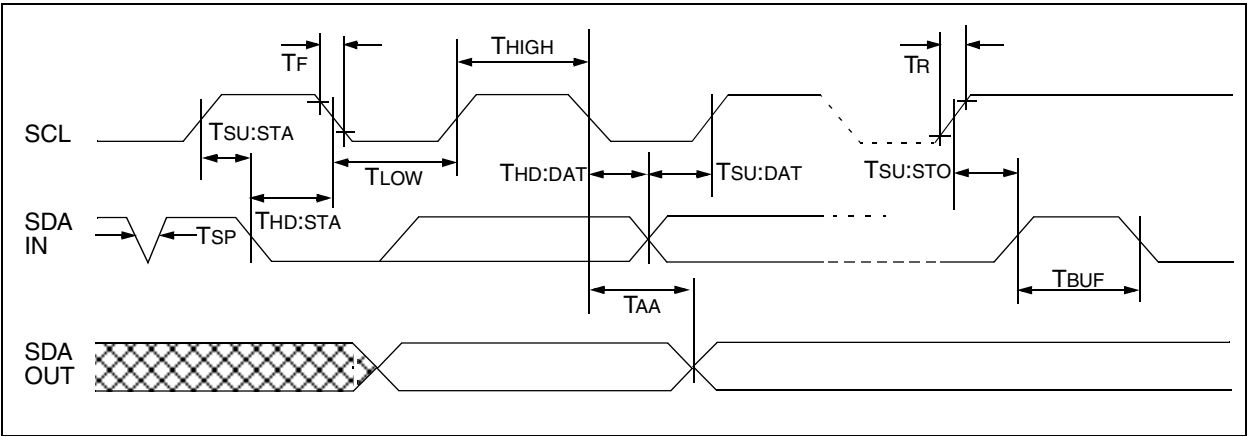 TF
THIGH
TR
SCL
TSU:STA
TLOW
THD:DAT
TSU:DAT
TSU:STO
SDA
IN
TSP
THD:STA
TAA
TBUF
SDA
OUT